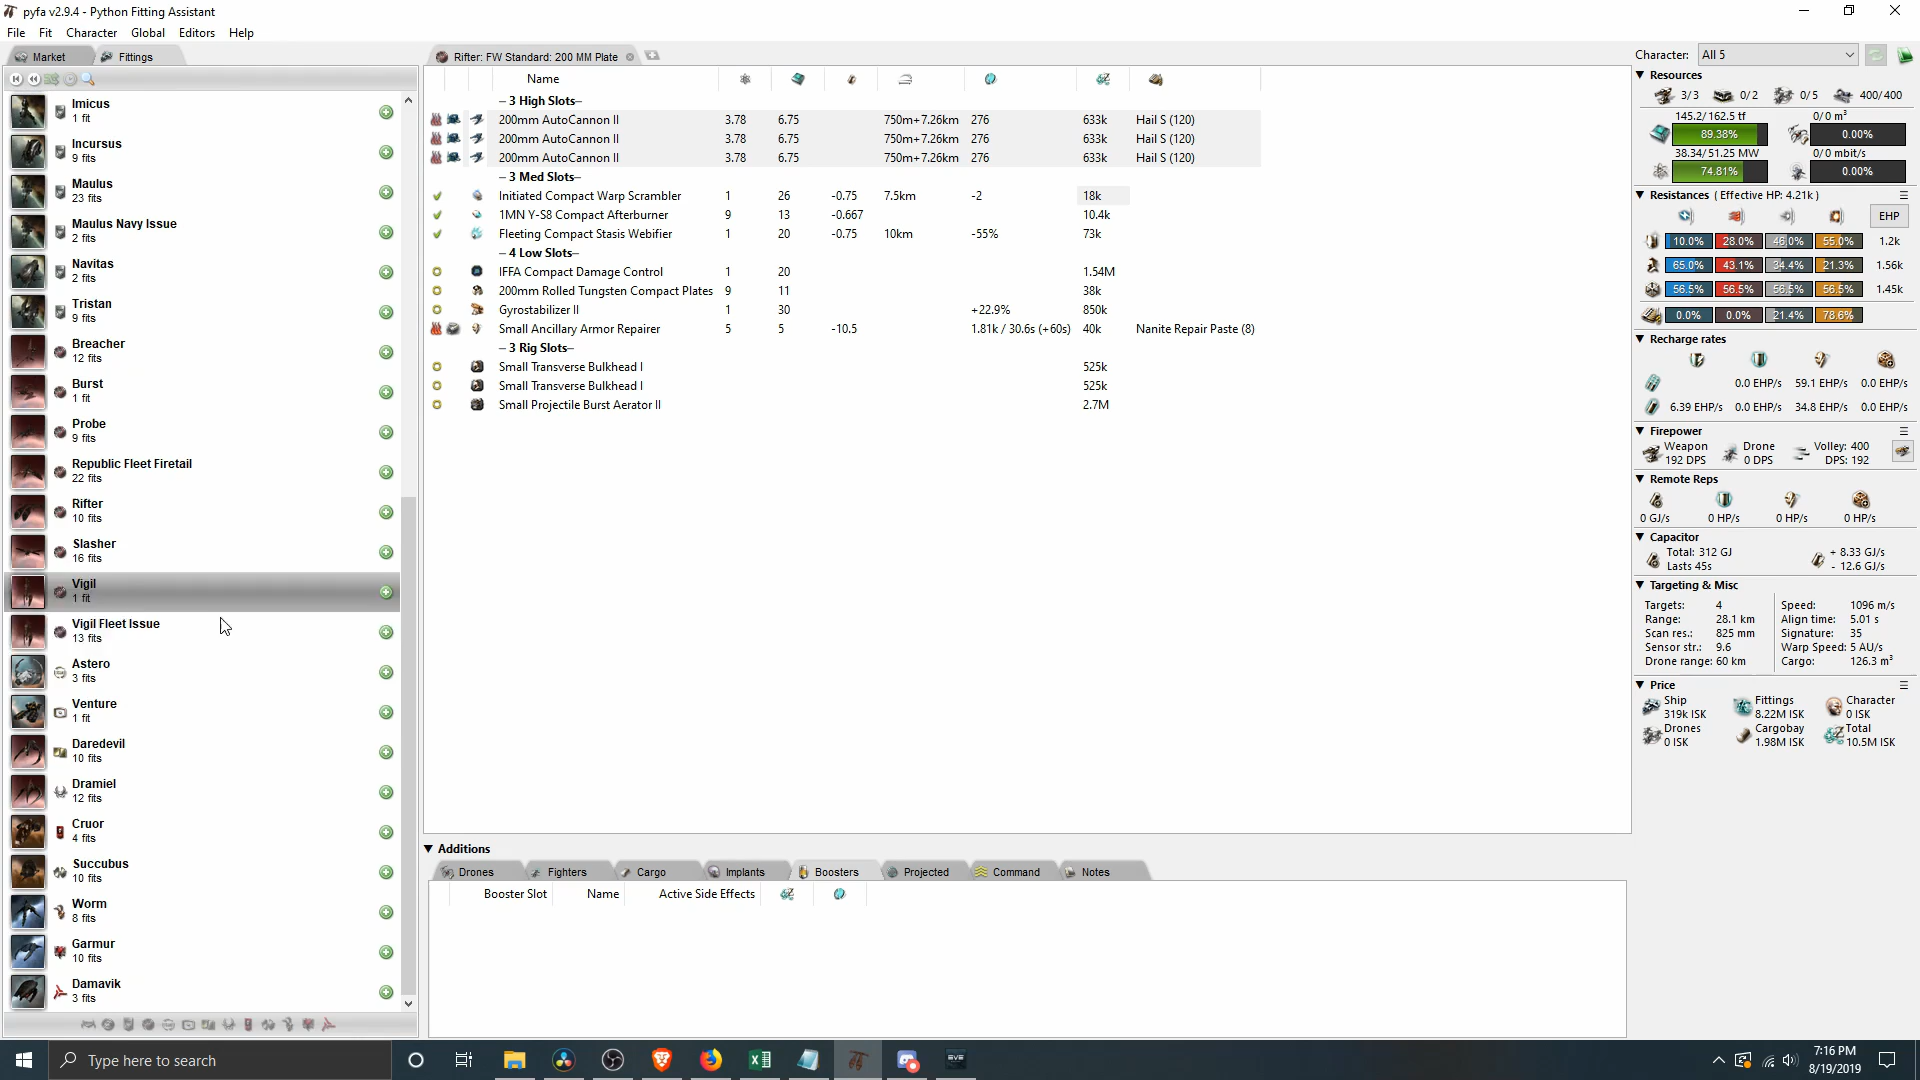 pyfa v2.9.4 - Python Fitting Assistant
File Fit Character Global Editors Help
Market Fittings
Imicus
1 fit
Incursus
9 fits
Maulus
23 fits
Maulus Navy Issue
2 fits
Navitas
2 fits
Tristan
9 fits
Breacher
12 fits
Burst
1 fit
Probe
9 fits
Republic Fleet Firetail
22 fits
Rifter
10 fits
Slasher
16 fits
Vigil
1 fit
Vigil Fleet Issue
13 fits
Astero
3 fits
Venture
1 fit
Daredevil
10 fits
Dramiel
12 fits
Cruor
4 fits
Succubus
10 fits
Worm
8 fits
Garmur
10 fits
Damavik
3 fits
Rifter: FW Standard: 200 MM Plate
Name
– 3 High Slots–
200mm AutoCannon II 3.78 6.75 750m+7.26km 276 633k Hail S (120)
200mm AutoCannon II 3.78 6.75 750m+7.26km 276 633k Hail S (120)
200mm AutoCannon II 3.78 6.75 750m+7.26km 276 633k Hail S (120)
– 3 Med Slots–
Initiated Compact Warp Scrambler 1 26 -0.75 7.5km -2 18k
1MN Y-S8 Compact Afterburner 9 13 -0.667 10.4k
Fleeting Compact Stasis Webifier 1 20 -0.75 10km -55% 73k
– 4 Low Slots–
IFFA Compact Damage Control 1 20 1.54M
200mm Rolled Tungsten Compact Plates 9 11 38k
Gyrostabilizer II 1 30 +22.9% 850k
Small Ancillary Armor Repairer 5 5 -10.5 1.81k / 30.6s (+60s) 40k Nanite Repair Paste (8)
– 3 Rig Slots–
Small Transverse Bulkhead I 525k
Small Transverse Bulkhead I 525k
Small Projectile Burst Aerator II 2.7M
Additions
Drones Fighters Cargo Implants Boosters Projected Command Notes
Booster Slot Name Active Side Effects
Character: All 5
Resources
3/3 0/2 0/5 400/400
145.2/162.5 tf 0/0 m³
89.38% 0.00%
38.34/51.25 MW 0/0 mbit/s
74.81% 0.00%
Resistances (Effective HP: 4.21k)
EHP
10.0% 28.0% 46.0% 55.0% 1.2k
65.0% 43.1% 34.4% 21.3% 1.56k
56.5% 56.5% 56.5% 56.5% 1.45k
0.0% 0.0% 21.4% 78.6%
Recharge rates
0.0 EHP/s 59.1 EHP/s 0.0 EHP/s
6.39 EHP/s 0.0 EHP/s 34.8 EHP/s 0.0 EHP/s
Firepower
Weapon Drone Volley: 400
192 DPS 0 DPS DPS: 192
Remote Reps
0 GJ/s 0 HP/s 0 HP/s 0 HP/s
Capacitor
Total: 312 GJ + 8.33 GJ/s
Lasts 45s - 12.6 GJ/s
Targeting & Misc
Targets: 4 Speed: 1096 m/s
Range: 28.1 km Align time: 5.01 s
Scan res.: 825 mm Signature: 35
Sensor str.: 9.6 Warp Speed: 5 AU/s
Drone range: 60 km Cargo: 126.3 m³
Price
Ship Fittings Character
319k ISK 8.22M ISK 0 ISK
Drones Cargobay Total
0 ISK 1.98M ISK 10.5M ISK
Type here to search
EVE
7:16 PM
8/19/2019